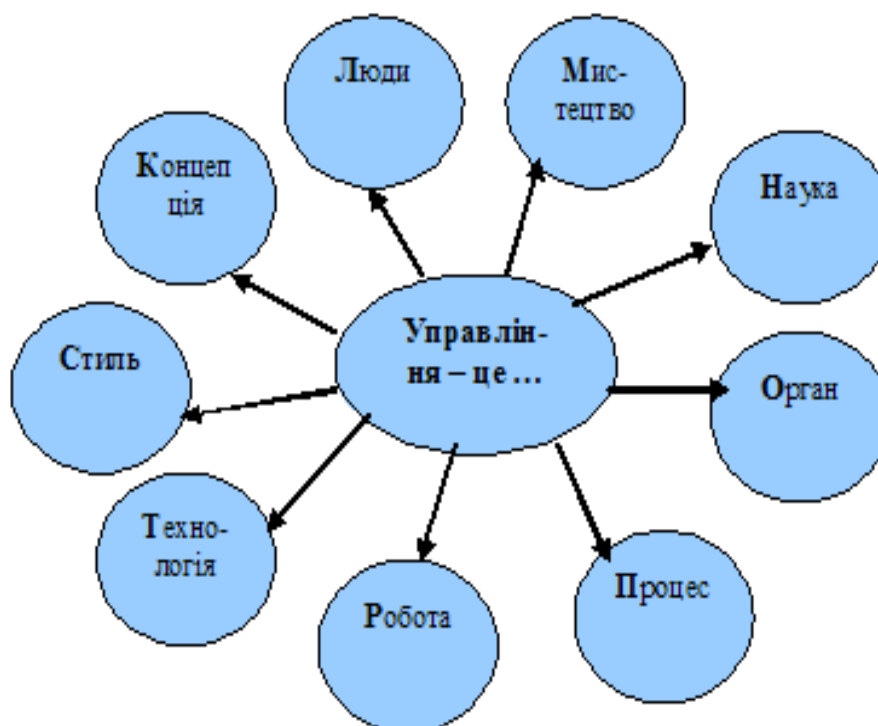 Люди
Мис-
тецтво
Концеп
ція
Наука
Управлін-
ня – це ...
Стиль
Орган
Техно-
логія
Процес
Робота